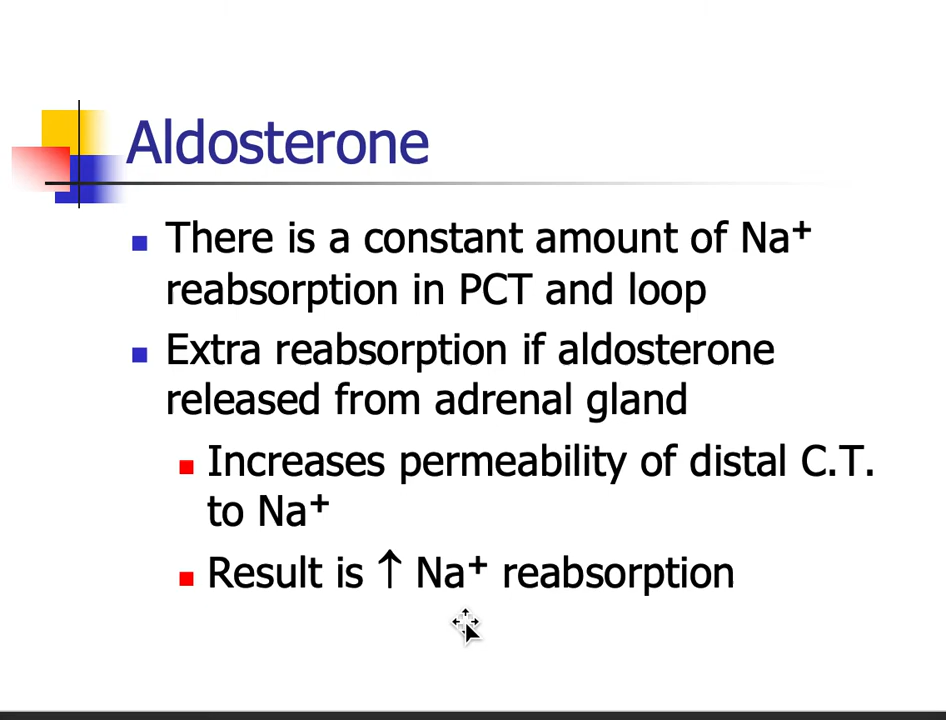 Aldosterone
There is a constant amount of Na⁺
reabsorption in PCT and loop
Extra reabsorption if aldosterone
released from adrenal gland
Increases permeability of distal C.T.
to Na⁺
Result is ↑ Na⁺ reabsorption